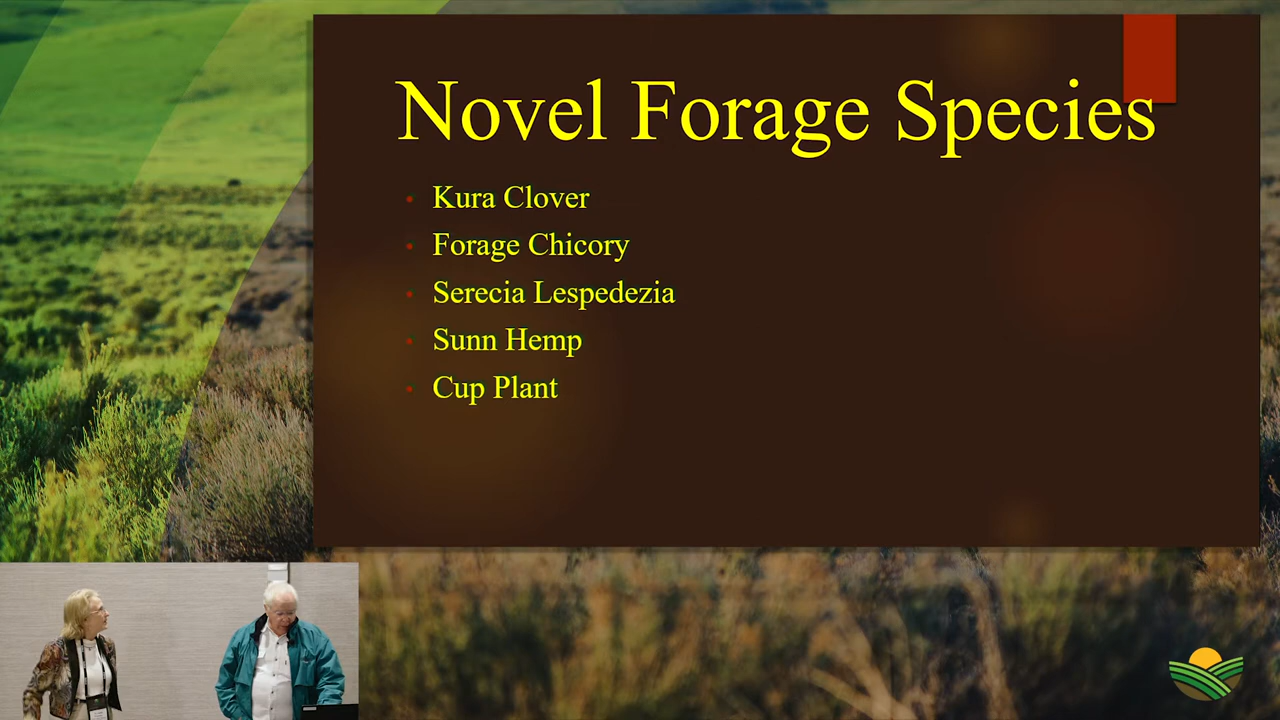 Novel Forage Species
Kura Clover
Forage Chicory
Serecia Lespedezia
Sunn Hemp
Cup Plant